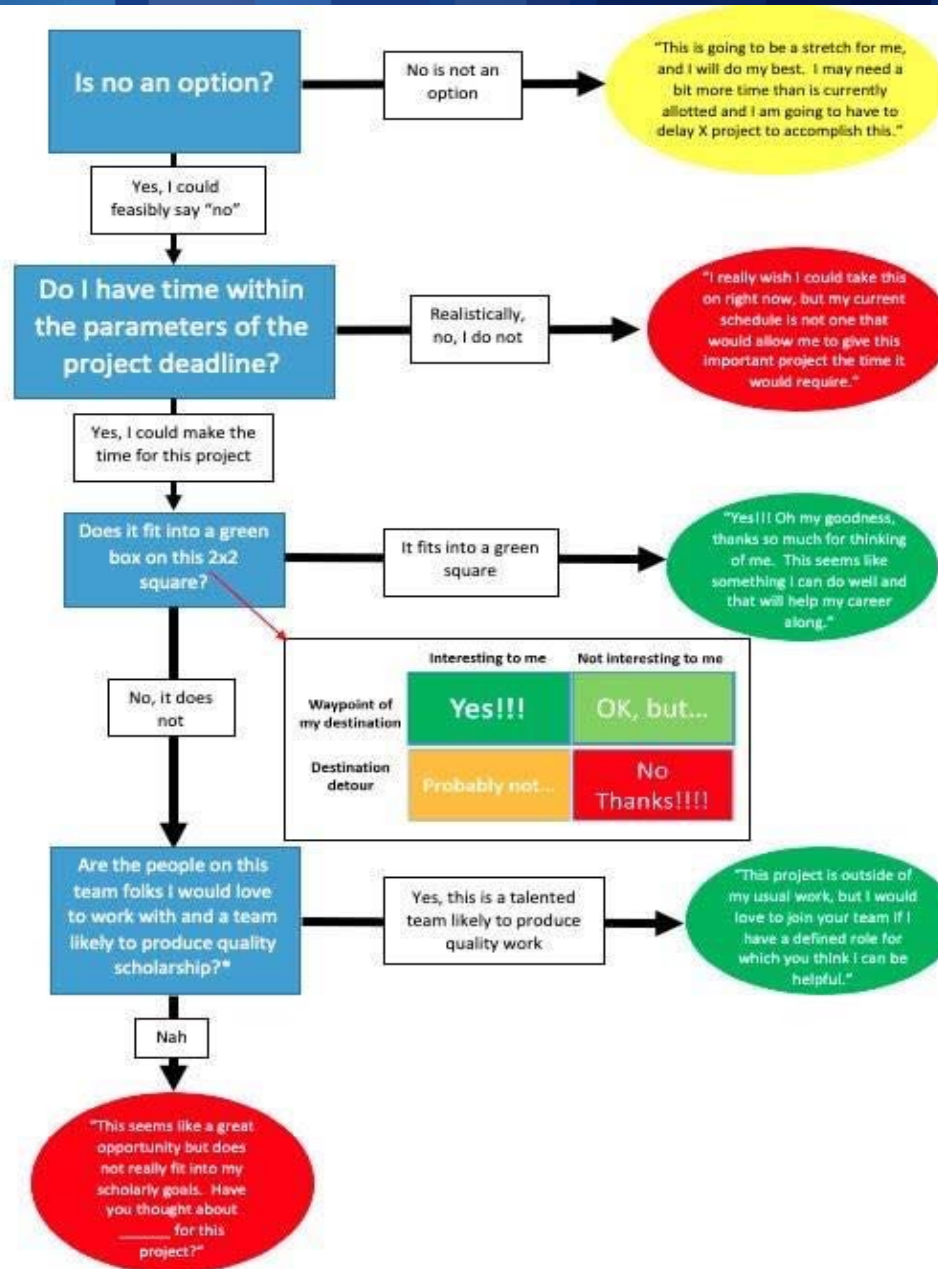 Is no an option?
No is not an
option
"This is going to be a stretch for me,
and I will do my best. I may need a
bit more time than is currently
allotted and I am going to have to
delay X project to accomplish this."
Yes, I could
feasibly say "no"
Do I have time within
the parameters of the
project deadline?
Realistically,
no, I do not
"I really wish I could take this
on right now, but my current
schedule is not one that
would allow me to give this
important project the time it
would require."
Yes, I could make the
time for this project
Does it fit into a green
box on this 2x2
square?
It fits into a green
square
"Yes!!! Oh my goodness,
thanks so much for thinking
of me. This seems like
something I can do well and
that will help my career
along."
No, it does
not
Interesting to me
Not interesting to me
Waypoint of
my destination
Yes!!!
OK, but...
Destination
detour
Probably not...
No
Thanks!!!!
Are the people on this
team folks I would love
to work with and a team
likely to produce quality
scholarship?*
Yes, this is a talented
team likely to produce
quality work
"This project is outside of
my usual work, but I would
love to join your team if I
have a defined role for
which you think I can be
helpful."
Nah
"This seems like a great
opportunity but does
not really fit into my
scholarly goals. Have
you thought about
______ for this
project?"